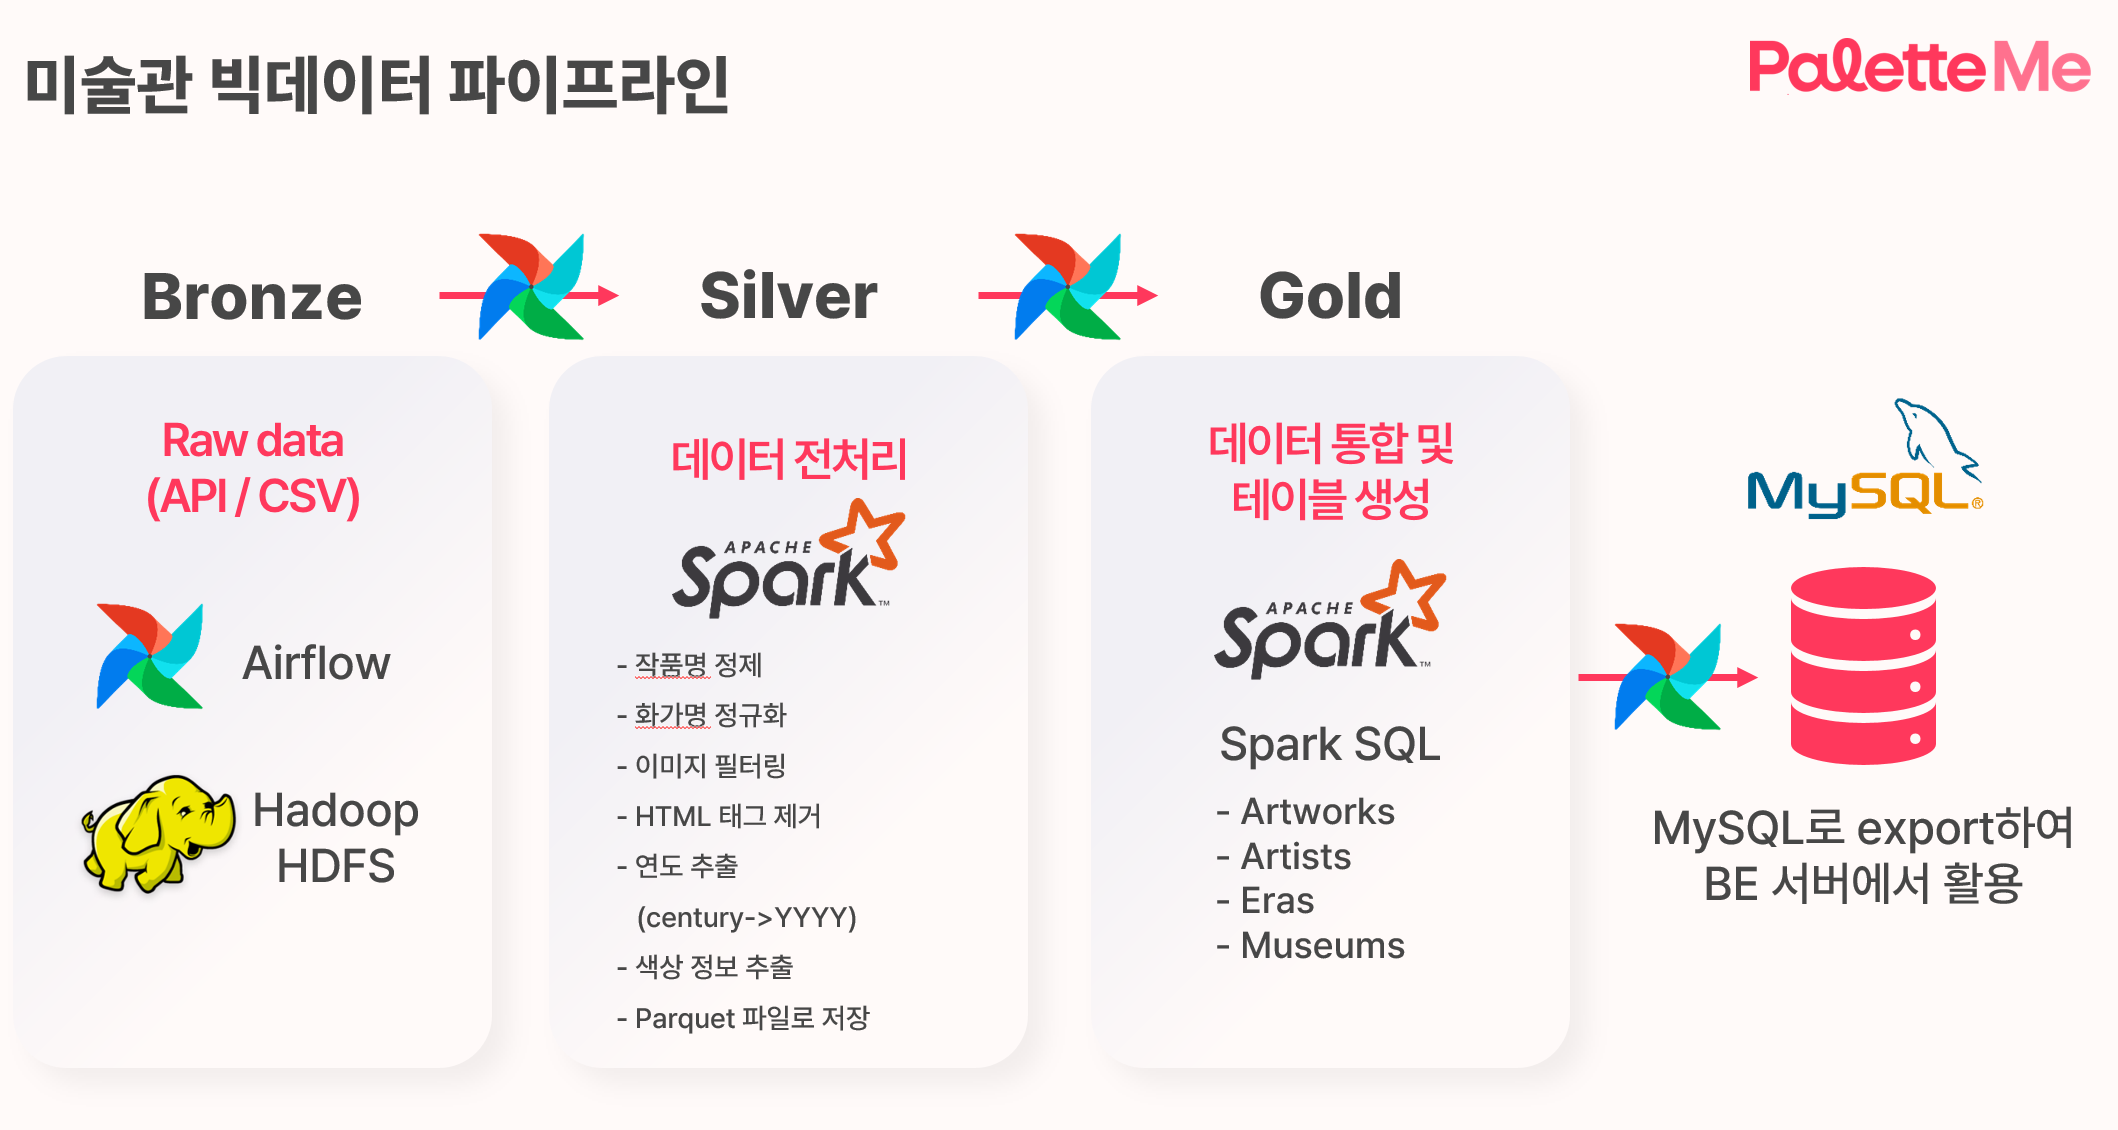 미술관 빅데이터 파이프라인
PaletteMe
Bronze
Silver
Gold
Raw data
(API / CSV)
Airflow
Hadoop
HDFS
데이터 전처리
APACHE
Spark™
- 작품명 정제
- 화가명 정규화
- 이미지 필터링
- HTML 태그 제거
- 연도 추출
(century->YYYY)
- 색상 정보 추출
- Parquet 파일로 저장
데이터 통합 및
테이블 생성
APACHE
Spark™
Spark SQL
- Artworks
- Artists
- Eras
- Museums
MySQL®
MySQL로 export하여
BE 서버에서 활용